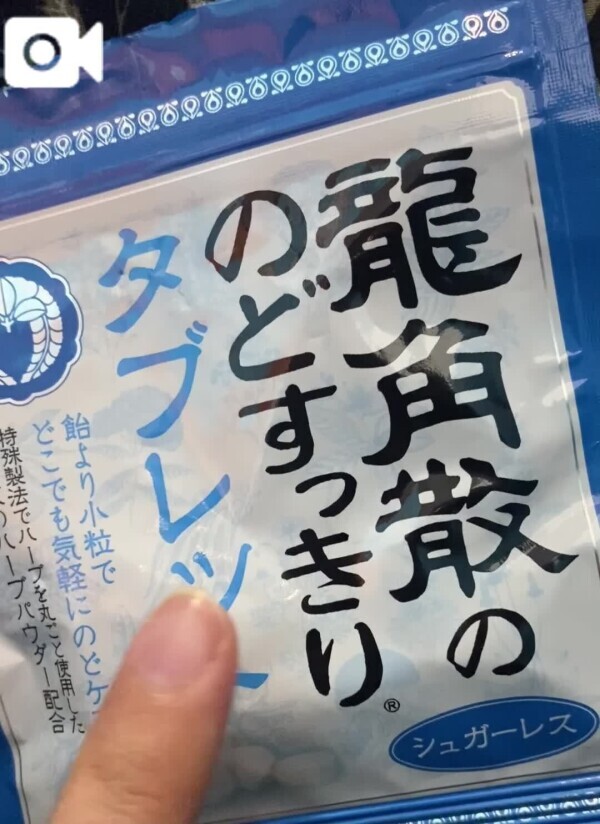 龍角散の
のどすっきり®
タブレッ
飴より小粒で
どこでも気軽にのどケ
特殊製法でハーブを丸ごと使用した
のハーブパウダー配合
シュガーレス